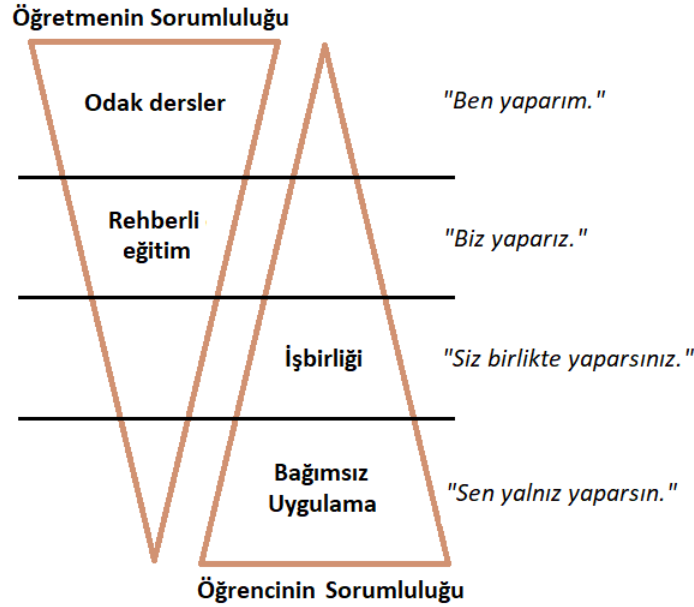 Öğretmenin Sorumluluğu
Odak dersler
"Ben yaparım."
Rehberli
eğitim
"Biz yaparız."
İşbirliği
"Siz birlikte yaparsınız."
Bağımsız
Uygulama
"Sen yalnız yaparsın."
Öğrencinin Sorumluluğu